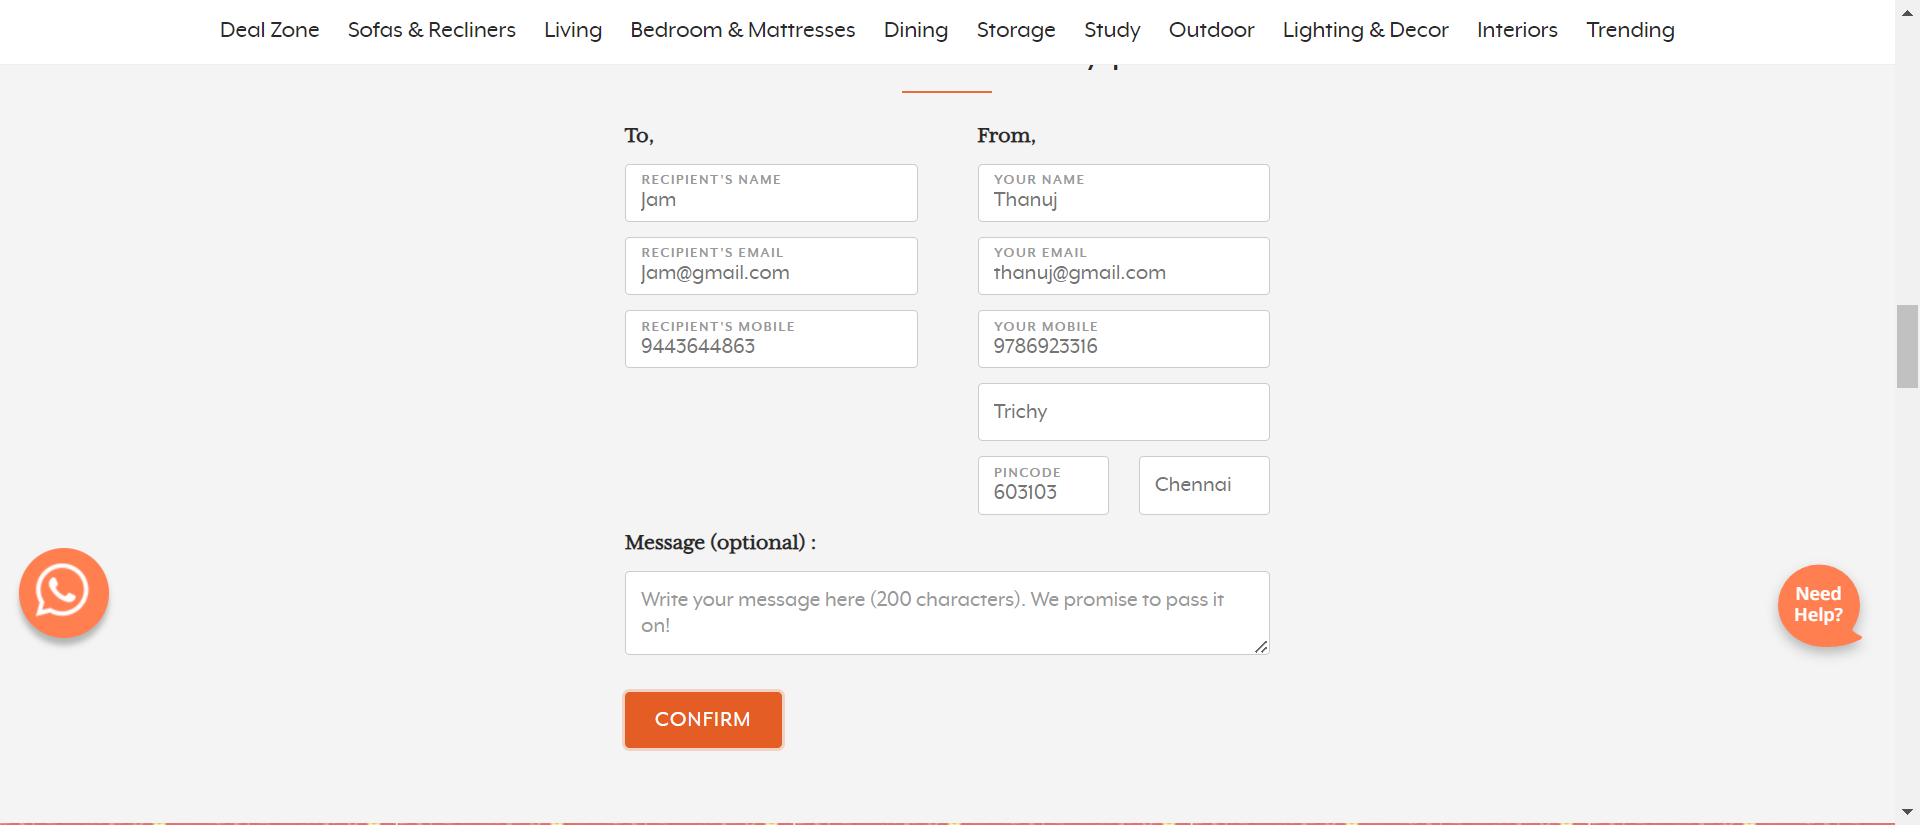 Deal Zone Sofas & Recliners Living Bedroom & Mattresses Dining Storage Study Outdoor Lighting & Decor Interiors Trending
To,
RECIPIENT'S NAME
Jam
RECIPIENT'S EMAIL
Jam@gmail.com
RECIPIENT'S MOBILE
9443644863
From,
YOUR NAME
Thanuj
YOUR EMAIL
thanuj@gmail.com
YOUR MOBILE
9786923316
Trichy
PINCODE
603103
Chennai
Message (optional) :
Write your message here (200 characters). We promise to pass it
on!
CONFIRM
Need
Help?